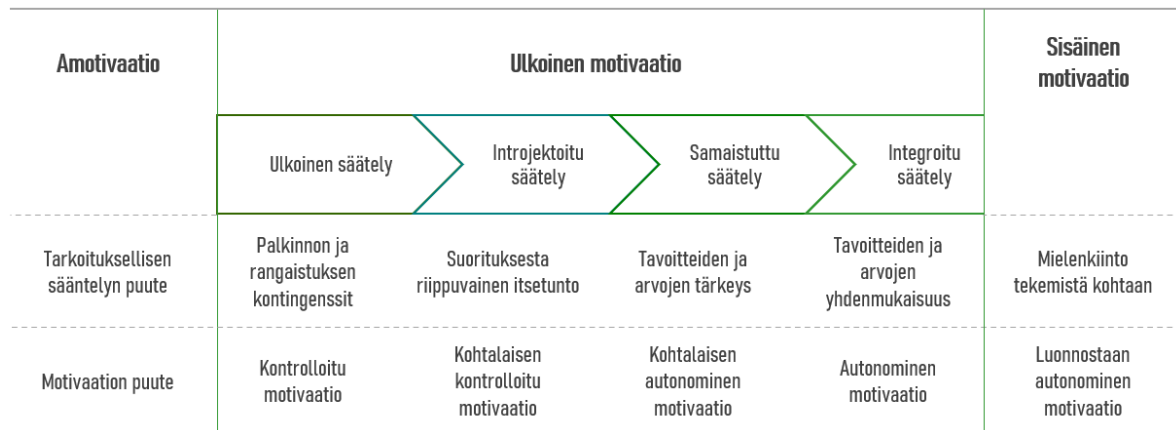 Amotivaatio
Ulkoinen motivaatio
Sisäinen
motivaatio
Ulkoinen säätely
Introjektoitu
säätely
Samaistuttu
säätely
Integroitu
säätely
Tarkoituksellisen
sääntelyn puute
Palkinnon ja
rangaistuksen
kontingenssit
Suorituksesta
riippuvainen itsetunto
Tavoitteiden ja
arvojen tärkeys
Tavoitteiden ja
arvojen
yhdenmukaisuus
Mielenkiinto
tekemistä kohtaan
Motivaation puute
Kontrolloitu
motivaatio
Kohtalaisen
kontrolloitu
motivaatio
Kohtalaisen
autonominen
motivaatio
Autonominen
motivaatio
Luonnostaan
autonominen
motivaatio